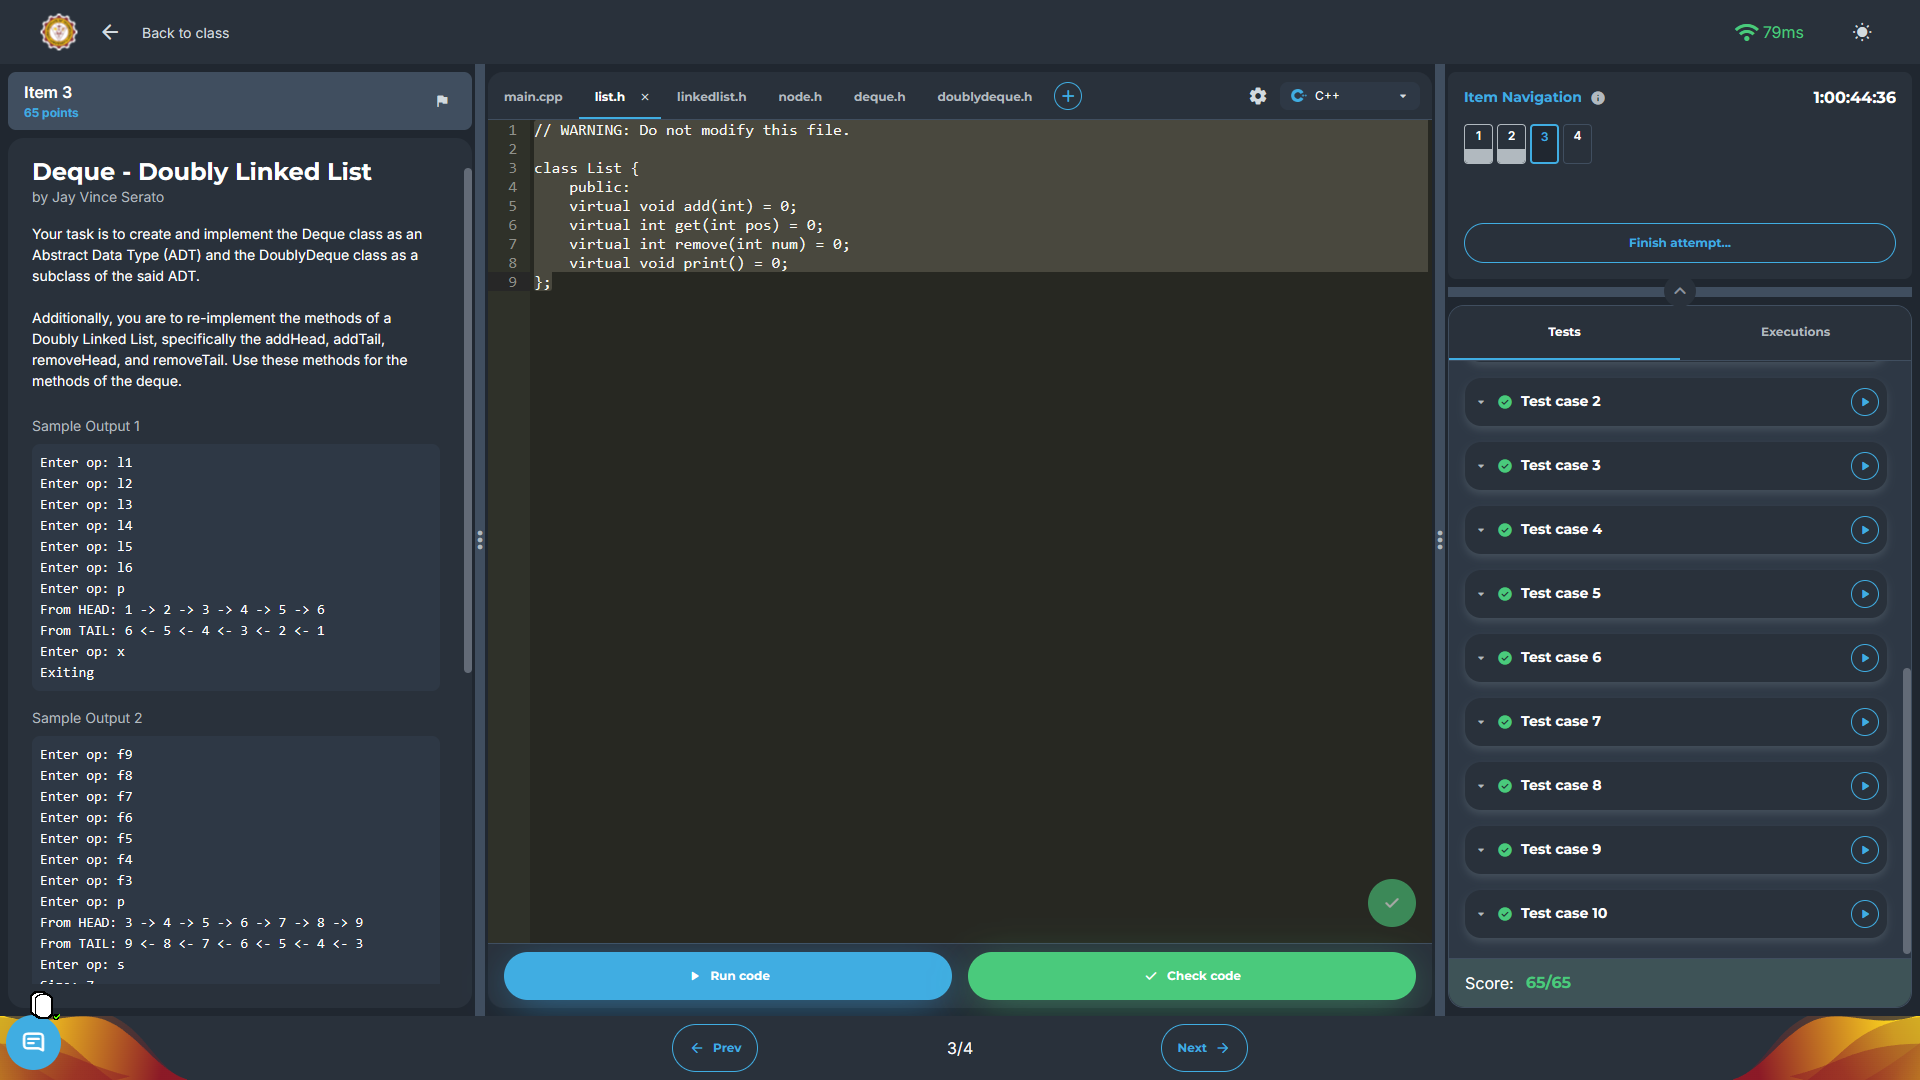 Back to class
79ms
Item 3
65 points
Deque - Doubly Linked List
by Jay Vince Serato
Your task is to create and implement the Deque class as an
Abstract Data Type (ADT) and the DoublyDeque class as a
subclass of the said ADT.
Additionally, you are to re-implement the methods of a
Doubly Linked List, specifically the addHead, addTail,
removeHead, and removeTail. Use these methods for the
methods of the deque.
Sample Output 1
Enter op: l1
Enter op: l2
Enter op: l3
Enter op: l4
Enter op: l5
Enter op: l6
Enter op: p
From HEAD: 1 -> 2 -> 3 -> 4 -> 5 -> 6
From TAIL: 6 <- 5 <- 4 <- 3 <- 2 <- 1
Enter op: x
Exiting
Sample Output 2
Enter op: f9
Enter op: f8
Enter op: f7
Enter op: f6
Enter op: f5
Enter op: f4
Enter op: f3
Enter op: p
From HEAD: 3 -> 4 -> 5 -> 6 -> 7 -> 8 -> 9
From TAIL: 9 <- 8 <- 7 <- 6 <- 5 <- 4 <- 3
Enter op: s
main.cpp list.h × linkedlist.h node.h deque.h doublydeque.h
C++
1 // WARNING: Do not modify this file.
2
3 class List {
4 public:
5 virtual void add(int) = 0;
6 virtual int get(int pos) = 0;
7 virtual int remove(int num) = 0;
8 virtual void print() = 0;
9 };
Run code
Check code
Item Navigation
1:00:44:36
1 2 3 4
Finish attempt...
Tests Executions
Test case 2
Test case 3
Test case 4
Test case 5
Test case 6
Test case 7
Test case 8
Test case 9
Test case 10
Score: 65/65
Prev
3/4
Next